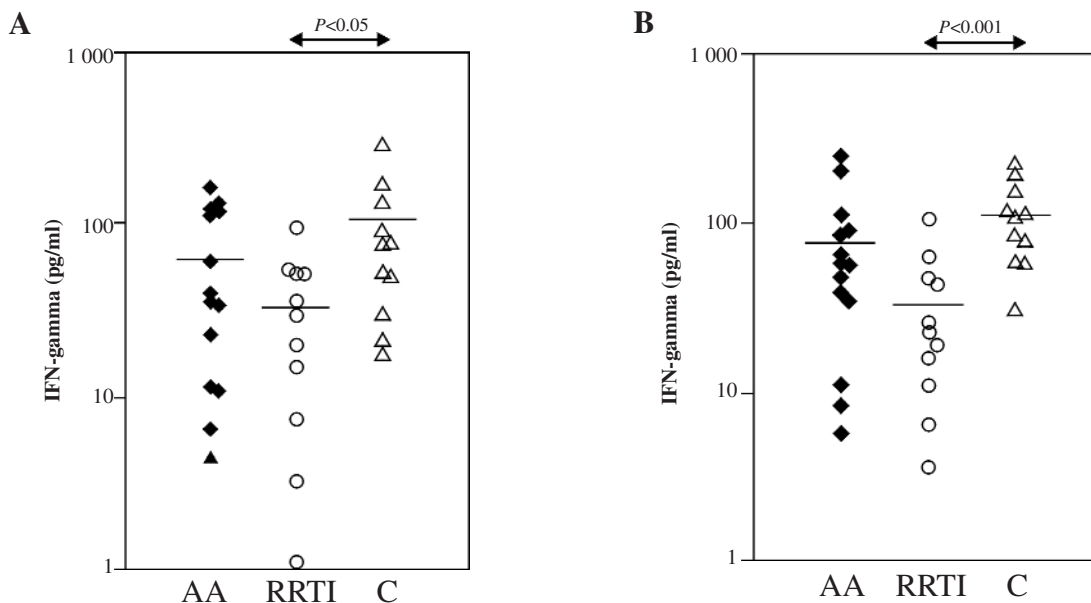 A
P<0.05
1 000
100
10
1
IFN-gamma (pg/ml)
AA RRTI C
B
P<0.001
1 000
100
10
1
IFN-gamma (pg/ml)
AA RRTI C